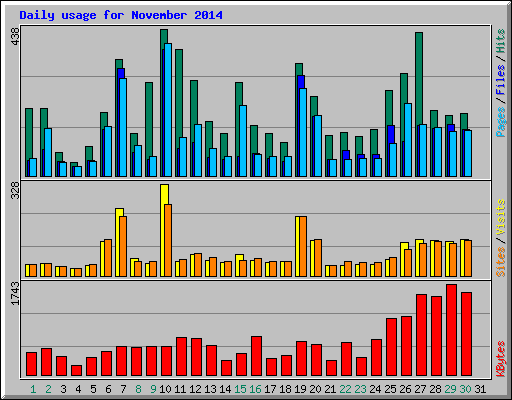 Daily usage for November 2014
438
Pages / Files / Hits
328
Sites / Visits
1743
KBytes
1 2 3 4 5 6 7 8 9 10 11 12 13 14 15 16 17 18 19 20 21 22 23 24 25 26 27 28 29 30 31